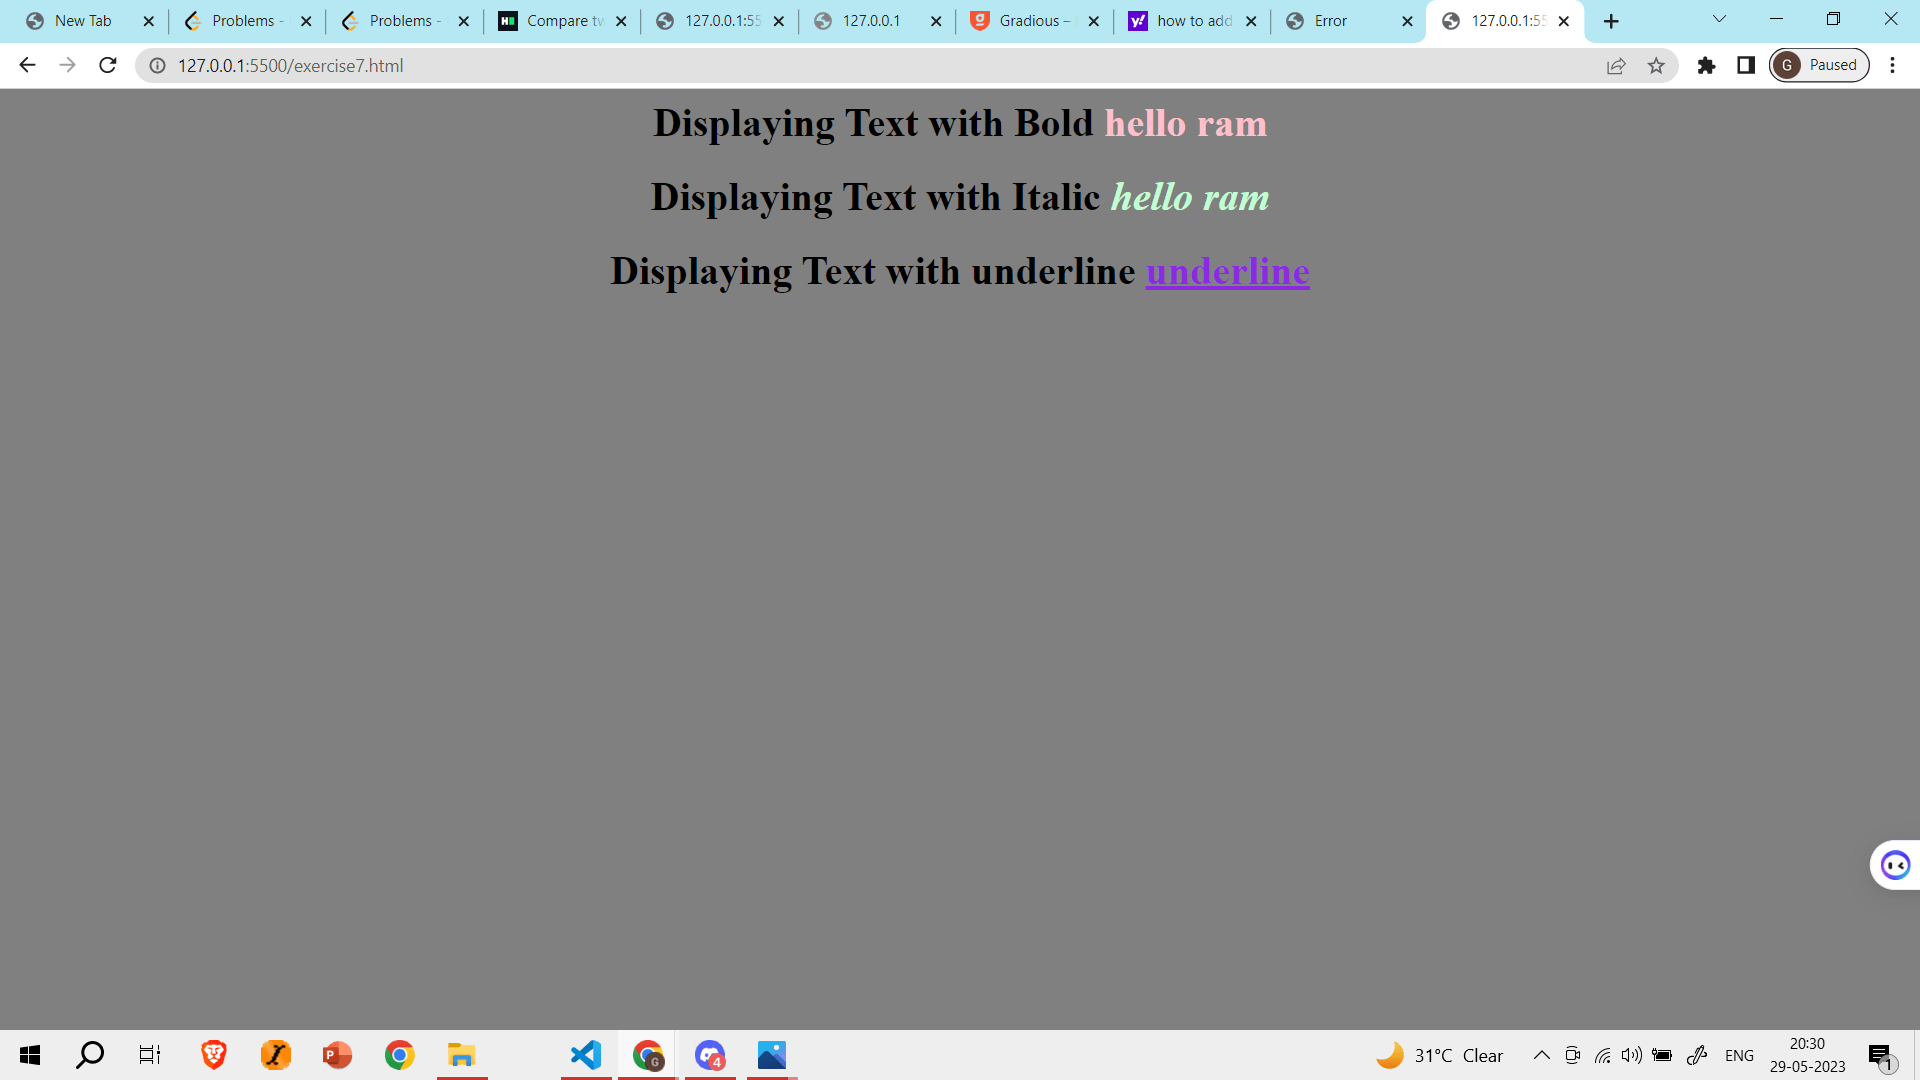 New Tab
Problems -
Problems -
Compare tw
127.0.0.1:55
127.0.0.1
Gradious –
how to add
Error
127.0.0.1:55
127.0.0.1:5500/exercise7.html
G Paused
Displaying Text with Bold hello ram
Displaying Text with Italic hello ram
Displaying Text with underline underline
31°C Clear
ENG
20:30
29-05-2023
4
1